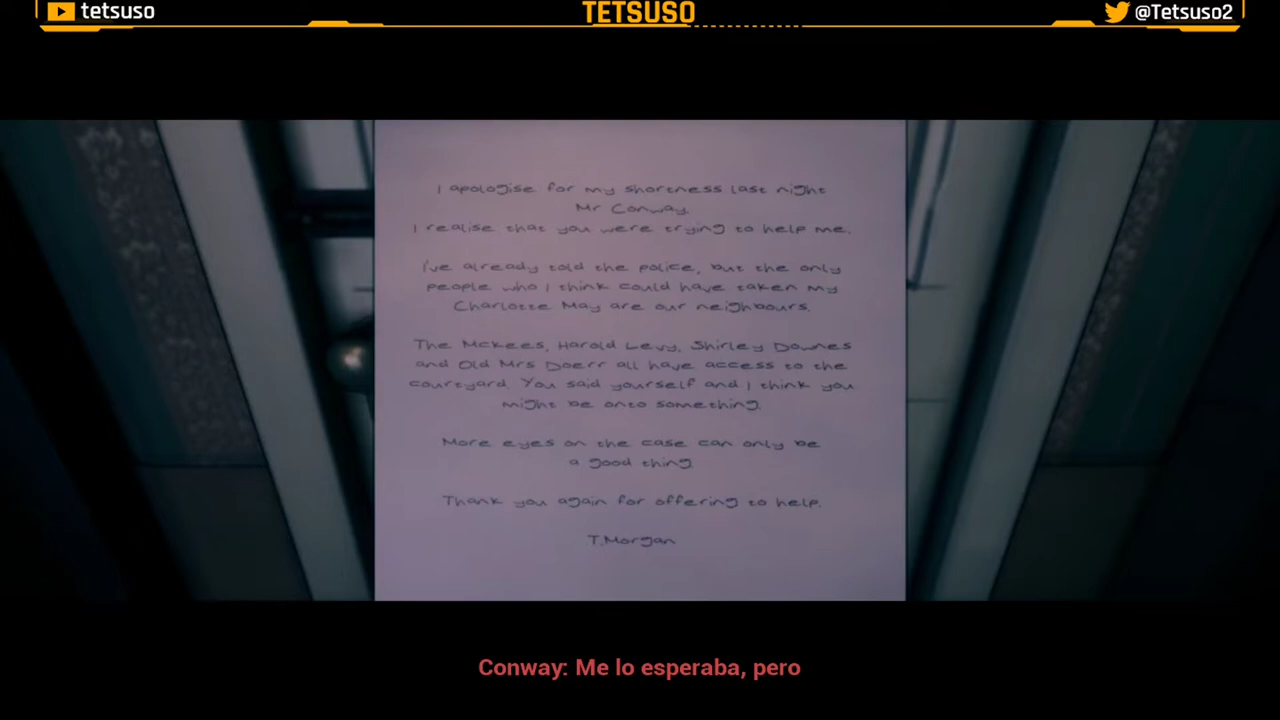 tetsuso
TETSUSO
@Tetsuso2
I apologise for my shortness last night
Mr Conway.
I realise that you were trying to help me.
I've already told the police, but the only
people who I think could have taken my
Charlotte May are our neighbours.
The McKees, Harold Levy, Shirley Downes
and Old Mrs Doerr all have access to the
courtyard. You said yourself and I think you
might be onto something.
More eyes on the case can only be
a good thing.
Thank you again for offering to help.
T.Morgan
Conway: Me lo esperaba, pero